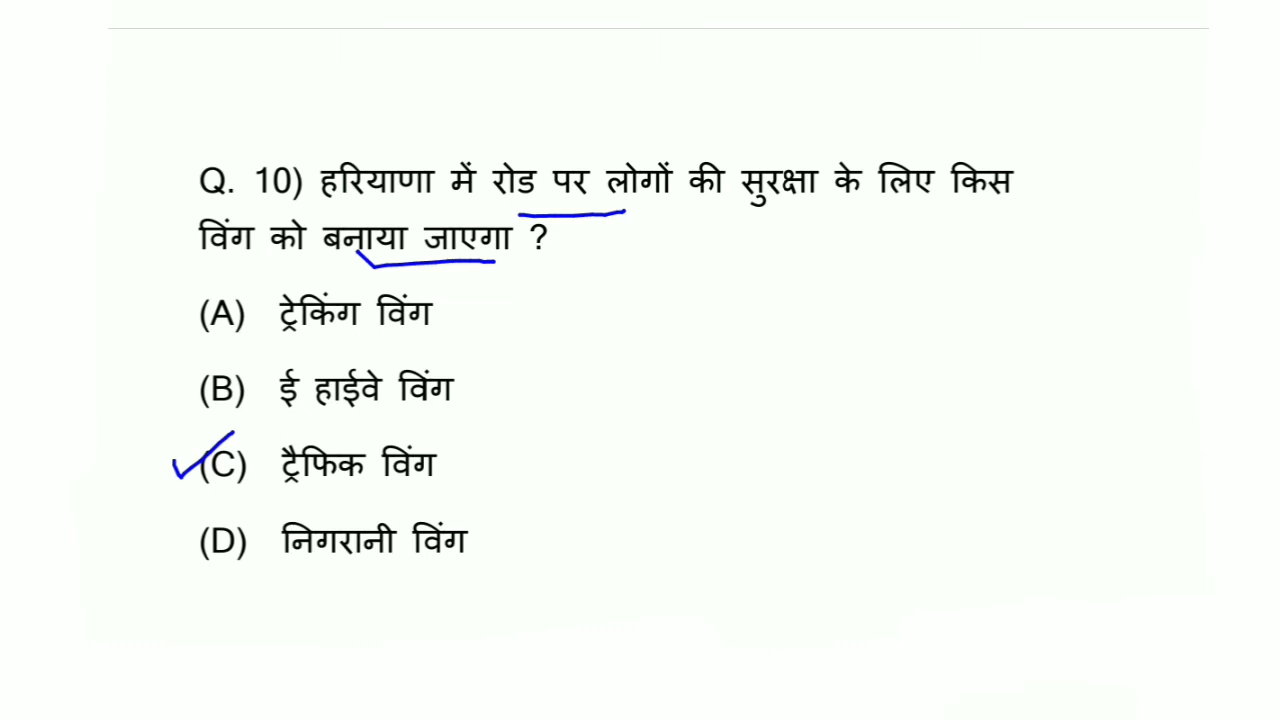 Q. 10) हरियाणा में रोड पर लोगों की सुरक्षा के लिए किस
विंग को बनाया जाएगा ?
(A) ट्रेकिंग विंग
(B) ई हाईवे विंग
(C) ट्रैफिक विंग
(D) निगरानी विंग